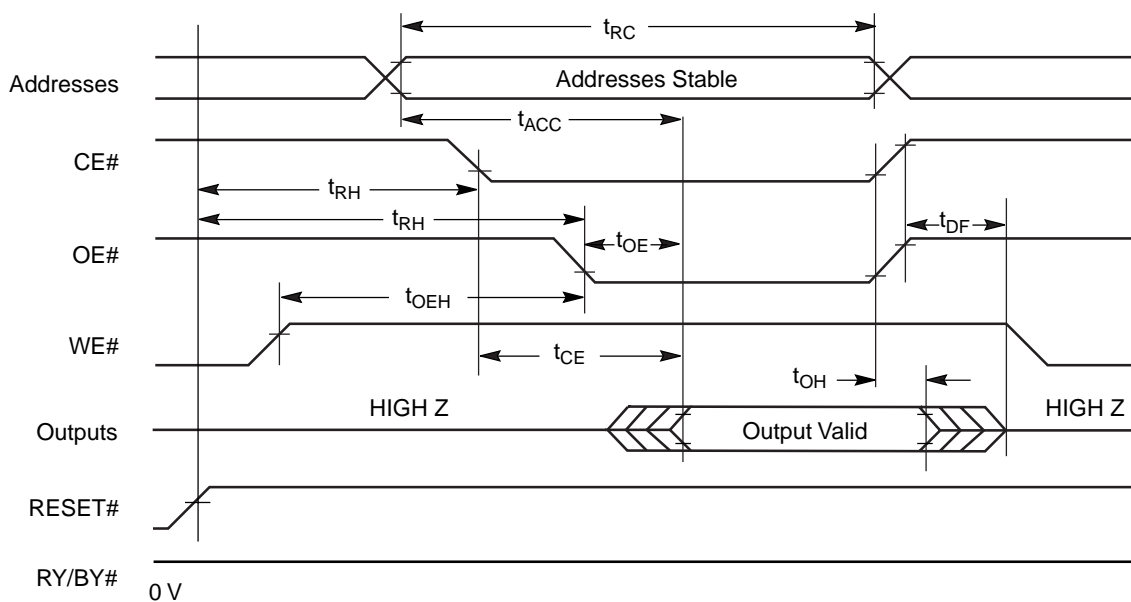 tRC
Addresses
Addresses Stable
tACC
CE#
tRH
tRH
tOE
tDF
OE#
tOEH
WE#
tCE
tOH
HIGH Z
HIGH Z
Outputs
Output Valid
RESET#
RY/BY#
0 V